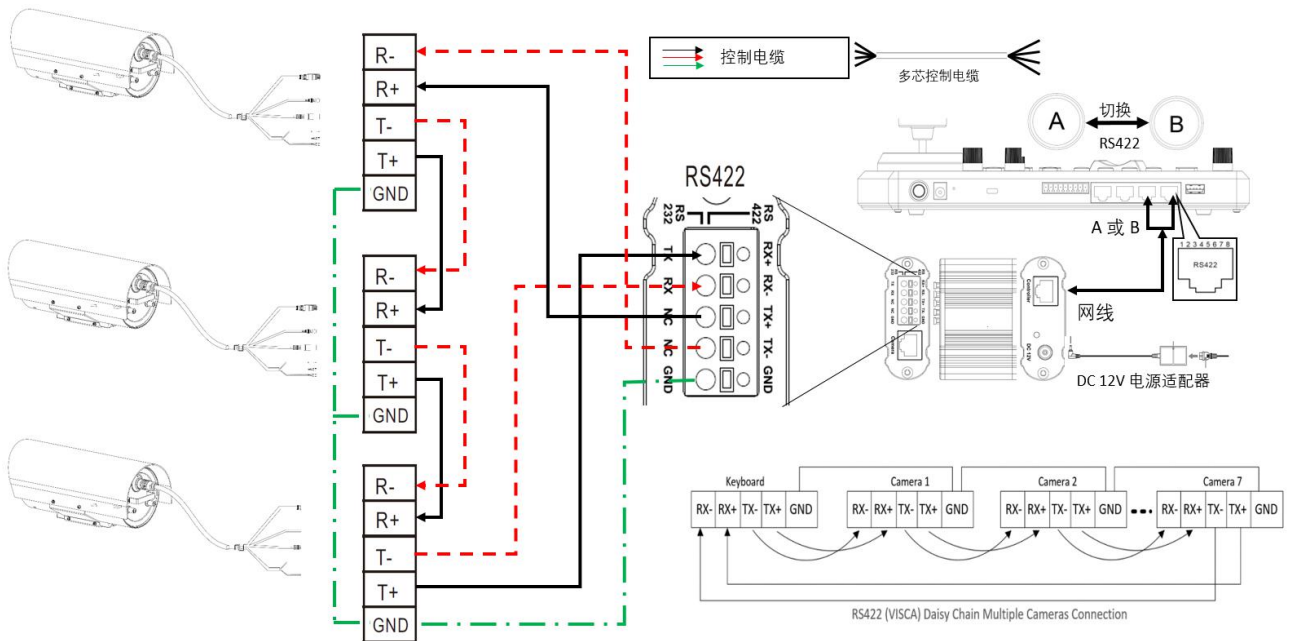 R-
R+
T-
T+
GND
R-
R+
T-
T+
GND
R-
R+
T-
T+
GND
控制电缆
多芯控制电缆
A
切换
B
RS422
A 或 B
1 2 3 4 5 6 7 8
RS422
RS422
RS
232
RS
422
TX
RX+
RX
RX-
NC
TX+
NC
TX-
GND
GND
Camera
Controller
DC 12V
网线
DC 12V 电源适配器
Keyboard
Camera 1
Camera 2
Camera 7
RX- RX+ TX- TX+ GND
RX- RX+ TX- TX+ GND
RX- RX+ TX- TX+ GND
RX- RX+ TX- TX+ GND
RS422 (VISCA) Daisy Chain Multiple Cameras Connection